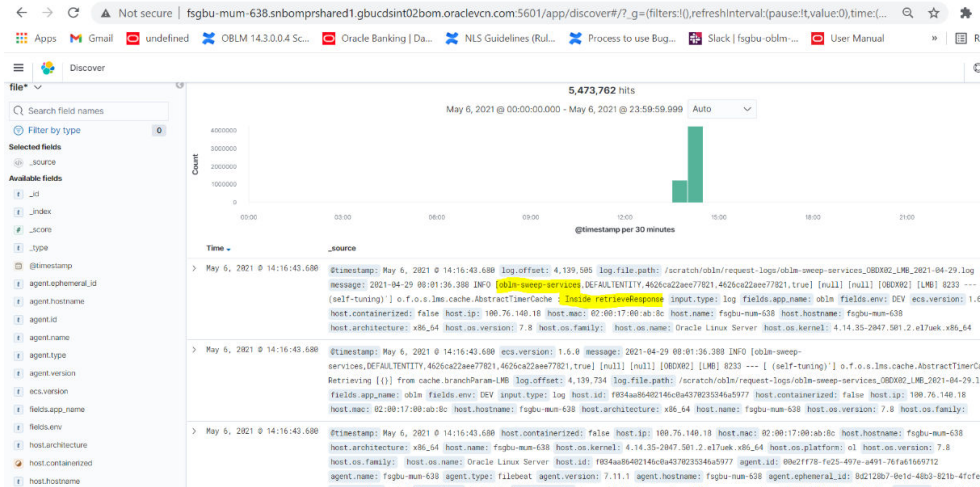 Not secure | fsgbu-mum-638.snbomprshared1.gbucdsint02bom.oraclevcn.com:5601/app/discover#/?_g=(filters:!(),refreshInterval:(pause:!t,value:0),time:(...
Apps Gmail undefined OBLM 14.3.0.0.4 Sc... Oracle Banking | Da... NLS Guidelines (Rul... Process to use Bug... Slack | fsgbu-oblm-... User Manual » R
Discover
file*
Search field names
Filter by type 0
Selected fields
_source
Available fields
t _id
t _index
# _score
t _type
@timestamp
t agent.ephemeral_id
t agent.hostname
t agent.id
t agent.name
t agent.type
t agent.version
t ecs.version
t fields.app_name
t fields.env
t host.architecture
host.containerized
t host.hostname
5,473,762 hits
May 6, 2021 @ 00:00:00.000 - May 6, 2021 @ 23:59:59.999 Auto
Count
4000000
3000000
2000000
1000000
0
00:00 03:00 06:00 09:00 12:00 15:00 18:00 21:00
@timestamp per 30 minutes
Time _source
> May 6, 2021 @ 14:16:43.680 @timestamp: May 6, 2021 @ 14:16:43.680 log.offset: 4,139,505 log.file.path: /scratch/oblm/request-logs/oblm-sweep-services_OBDX02_LMB_2021-04-29.log
message: 2021-04-29 08:01:36.388 INFO [oblm-sweep-services,DEFAULTENTITY,4626ca22aee77821,4626ca22aee77821,true] [null] [null] [OBDX02] [LMB] 8233 ---
(self-tuning)'] o.f.o.s.lms.cache.AbstractTimerCache : Inside retrieveResponse input.type: log fields.app_name: oblm fields.env: DEV ecs.version: 1.6
host.containerized: false host.ip: 100.76.140.18 host.mac: 02:00:17:00:ab:8c host.name: fsgbu-mum-638 host.hostname: fsgbu-mum-638
host.architecture: x86_64 host.os.version: 7.8 host.os.family: host.os.name: Oracle Linux Server host.os.kernel: 4.14.35-2047.501.2.el7uek.x86_64
> May 6, 2021 @ 14:16:43.680 @timestamp: May 6, 2021 @ 14:16:43.680 ecs.version: 1.6.0 message: 2021-04-29 08:01:36.388 INFO [oblm-sweep-
services,DEFAULTENTITY,4626ca22aee77821,4626ca22aee77821,true] [null] [null] [OBDX02] [LMB] 8233 --- [ (self-tuning)'] o.f.o.s.lms.cache.AbstractTimerCa
Retrieving [{}] from cache.branchParam-LMB log.offset: 4,139,734 log.file.path: /scratch/oblm/request-logs/oblm-sweep-services_OBDX02_LMB_2021-04-29.l
fields.app_name: oblm fields.env: DEV input.type: log host.id: f034aa86402146c0a4370235346a5977 host.containerized: false host.ip: 100.76.140.18
host.mac: 02:00:17:00:ab:8c host.hostname: fsgbu-mum-638 host.architecture: x86_64 host.name: fsgbu-mum-638 host.os.version: 7.8 host.os.family:
> May 6, 2021 @ 14:16:43.680 @timestamp: May 6, 2021 @ 14:16:43.680 host.containerized: false host.ip: 100.76.140.18 host.mac: 02:00:17:00:ab:8c host.hostname: fsgbu-mum-638
host.architecture: x86_64 host.name: fsgbu-mum-638 host.os.kernel: 4.14.35-2047.501.2.el7uek.x86_64 host.os.platform: ol host.os.version: 7.8
host.os.family: host.os.name: Oracle Linux Server host.id: f034aa86402146c0a4370235346a5977 agent.id: 00e2ff78-fe25-497e-a491-76fa61669712
agent.name: fsgbu-mum-638 agent.type: filebeat agent.version: 7.11.1 agent.hostname: fsgbu-mum-638 agent.ephemeral_id: 8d2128b7-0e1d-48b3-821b-4fofe